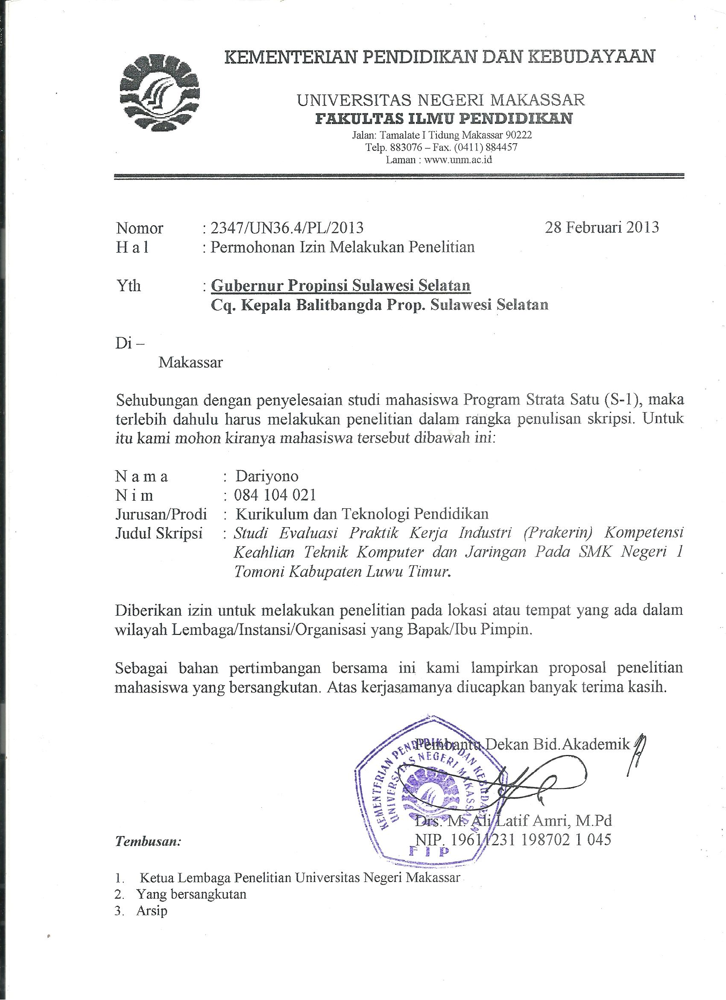 KEMENTERIAN PENDIDIKAN DAN KEBUDAYAAN
UNIVERSITAS NEGERI MAKASSAR
FAKULTAS ILMU PENDIDIKAN
Jalan: Tamalate I Tidung Makassar 90222
Telp. 883076 – Fax. (0411) 884457
Laman : www.unm.ac.id
Nomor : 2347/UN36.4/PL/2013 28 Februari 2013
H a l : Permohonan Izin Melakukan Penelitian
Yth : Gubernur Propinsi Sulawesi Selatan
Cq. Kepala Balitbangda Prop. Sulawesi Selatan
Di –
Makassar
Sehubungan dengan penyelesaian studi mahasiswa Program Strata Satu (S-1), maka
terlebih dahulu harus melakukan penelitian dalam rangka penulisan skripsi. Untuk
itu kami mohon kiranya mahasiswa tersebut dibawah ini:
N a m a : Dariyono
N i m : 084 104 021
Jurusan/Prodi : Kurikulum dan Teknologi Pendidikan
Judul Skripsi : Studi Evaluasi Praktik Kerja Industri (Prakerin) Kompetensi
Keahlian Teknik Komputer dan Jaringan Pada SMK Negeri 1
Tomoni Kabupaten Luwu Timur.
Diberikan izin untuk melakukan penelitian pada lokasi atau tempat yang ada dalam
wilayah Lembaga/Instansi/Organisasi yang Bapak/Ibu Pimpin.
Sebagai bahan pertimbangan bersama ini kami lampirkan proposal penelitian
mahasiswa yang bersangkutan. Atas kerjasamanya diucapkan banyak terima kasih.
Pembantu Dekan Bid.Akademik
KEMENTERIAN PENDIDIKAN DAN KEBUDAYAAN
UNIVERSITAS NEGERI MAKASSAR
F I P
Drs. M. Ali Latif Amri, M.Pd
NIP. 19611231 198702 1 045
Tembusan:
1. Ketua Lembaga Penelitian Universitas Negeri Makassar
2. Yang bersangkutan
3. Arsip